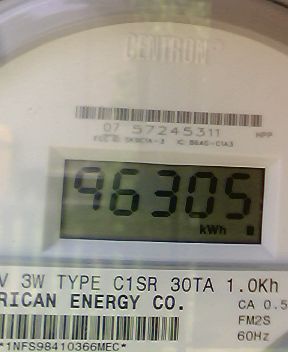 CENTRON
07 57245311 HPP
96305
kWh
V 3W TYPE C1SR 30TA 1.0Kh
RICAN ENERGY CO. CA 0.5
FM2S
*1NFS98410366MEC* 60Hz